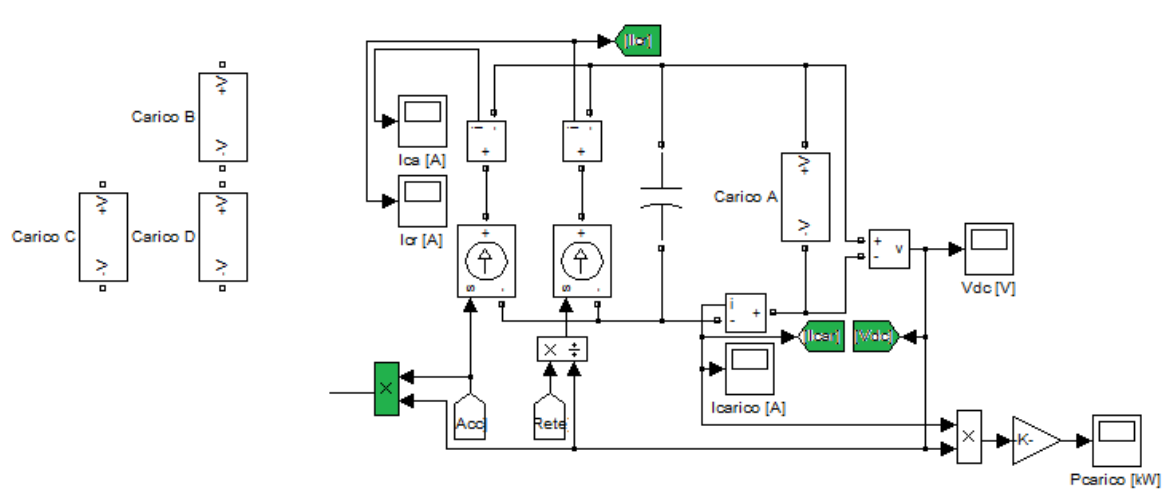 [Icr]
Carico B
Ica [A]
Icr [A]
Carico A
Carico C
Carico D
Vdc [V]
[Icar]
[Vdc]
Icarico [A]
Acc]
Rete]
K-
Pcarico [kW]
+
-
v
i
s
×
÷